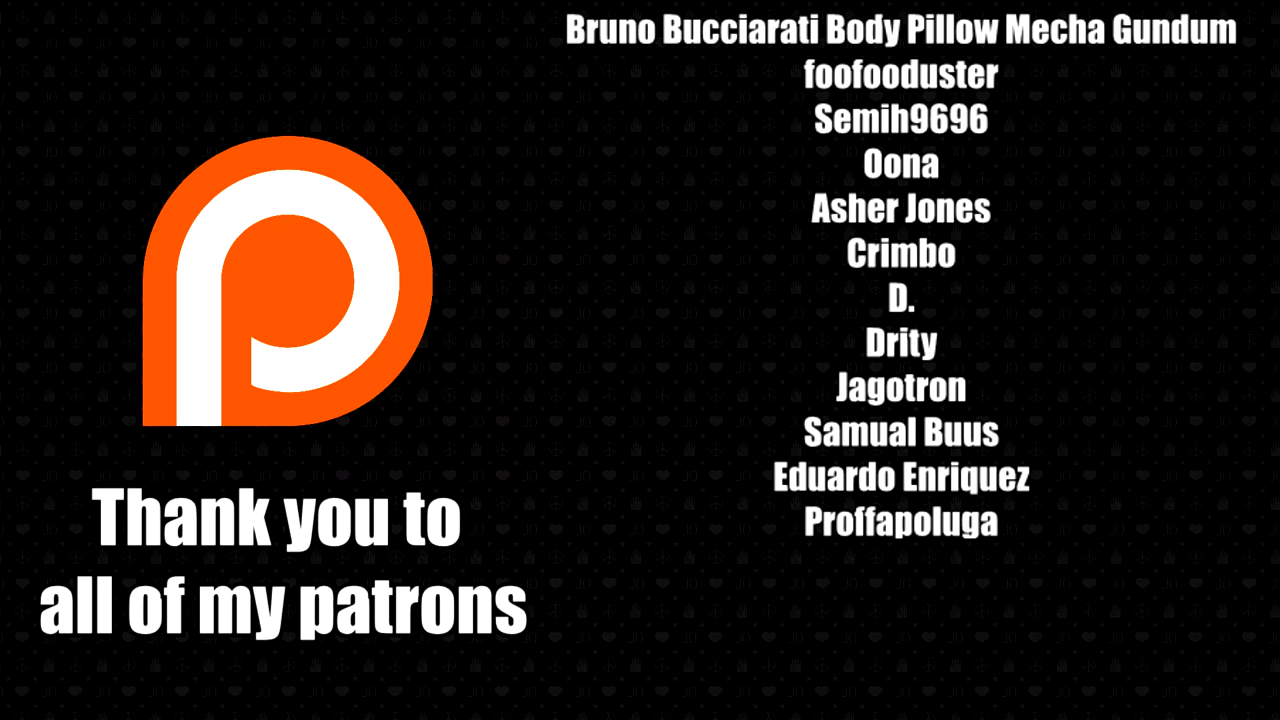 Bruno Bucciarati Body Pillow Mecha Gundum
foofooduster
Semih9696
Oona
Asher Jones
Crimbo
D.
Drity
Jagotron
Samual Buus
Eduardo Enriquez
Proffapoluga
Thank you to
all of my patrons